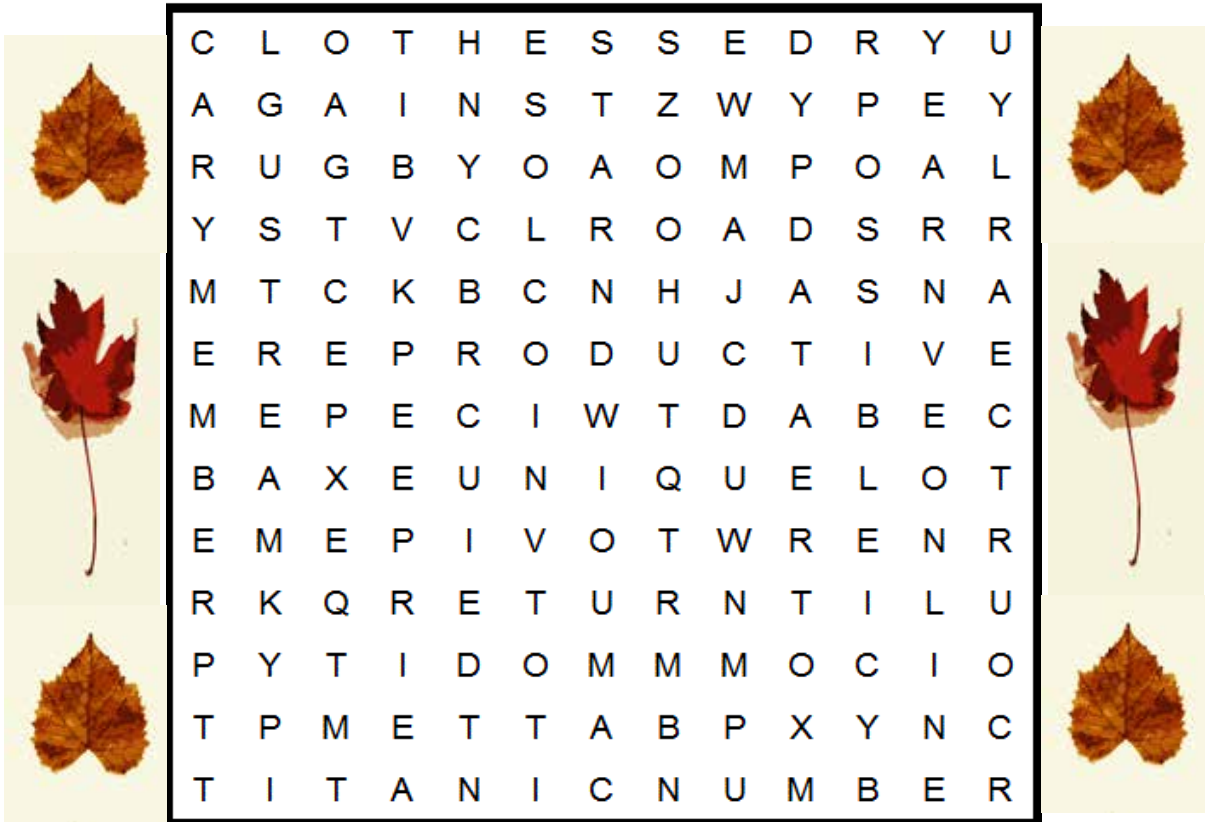 C L O T H E S S E D R Y U
A G A I N S T Z W Y P E Y
R U G B Y O A O M P O A L
Y S T V C L R O A D S R R
M T C K B C N H J A S N A
E R E P R O D U C T I V E
M E P E C I W T D A B E C
B A X E U N I Q U E L O T
E M E P I V O T W R E N R
R K Q R E T U R N T I L U
P Y T I D O M M M O C I O
T P M E T T A B P X Y N C
T I T A N I C N U M B E R